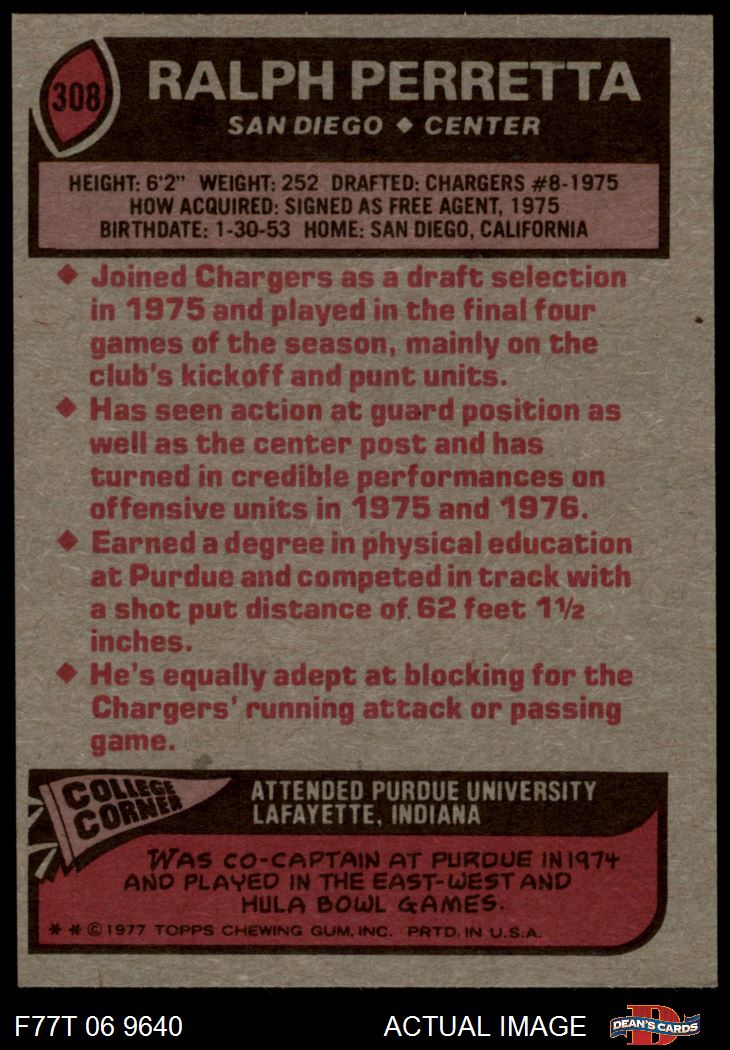 308
RALPH PERRETTA
SAN DIEGO ♦ CENTER
HEIGHT: 6'2" WEIGHT: 252 DRAFTED: CHARGERS #8-1975
HOW ACQUIRED: SIGNED AS FREE AGENT, 1975
BIRTHDATE: 1-30-53 HOME: SAN DIEGO, CALIFORNIA
♦ Joined Chargers as a draft selection
in 1975 and played in the final four
games of the season, mainly on the
club's kickoff and punt units.
♦ Has seen action at guard position as
well as the center post and has
turned in credible performances on
offensive units in 1975 and 1976.
♦ Earned a degree in physical education
at Purdue and competed in track with
a shot put distance of 62 feet 1½
inches.
♦ He's equally adept at blocking for the
Chargers' running attack or passing
game.
COLLEGE
CORNER
ATTENDED PURDUE UNIVERSITY
LAFAYETTE, INDIANA
WAS CO-CAPTAIN AT PURDUE IN 1974
AND PLAYED IN THE EAST-WEST AND
HULA BOWL GAMES.
* * © 1977 TOPPS CHEWING GUM, INC. PRTD. IN U.S.A.
F77T 06 9640
ACTUAL IMAGE
D
DEAN'S CARDS